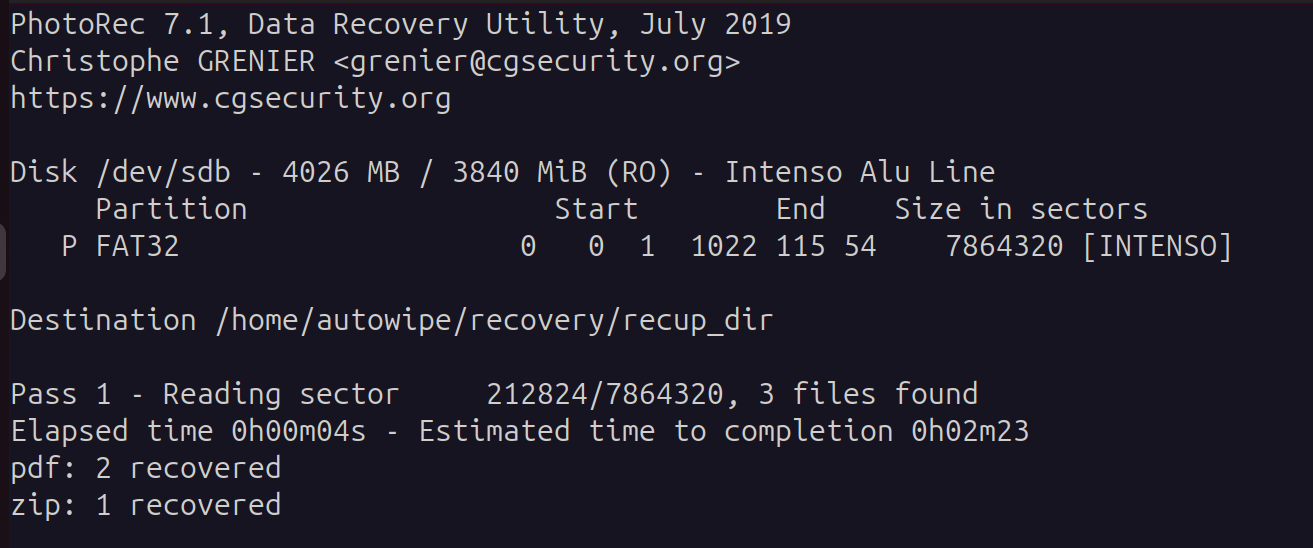 PhotoRec 7.1, Data Recovery Utility, July 2019
Christophe GRENIER <grenier@cgsecurity.org>
https://www.cgsecurity.org
Disk /dev/sdb - 4026 MB / 3840 MiB (RO) - Intenso Alu Line
Partition Start End Size in sectors
P FAT32 0 0 1 1022 115 54 7864320 [INTENSO]
Destination /home/autowipe/recovery/recup_dir
Pass 1 - Reading sector 212824/7864320, 3 files found
Elapsed time 0h00m04s - Estimated time to completion 0h02m23
pdf: 2 recovered
zip: 1 recovered